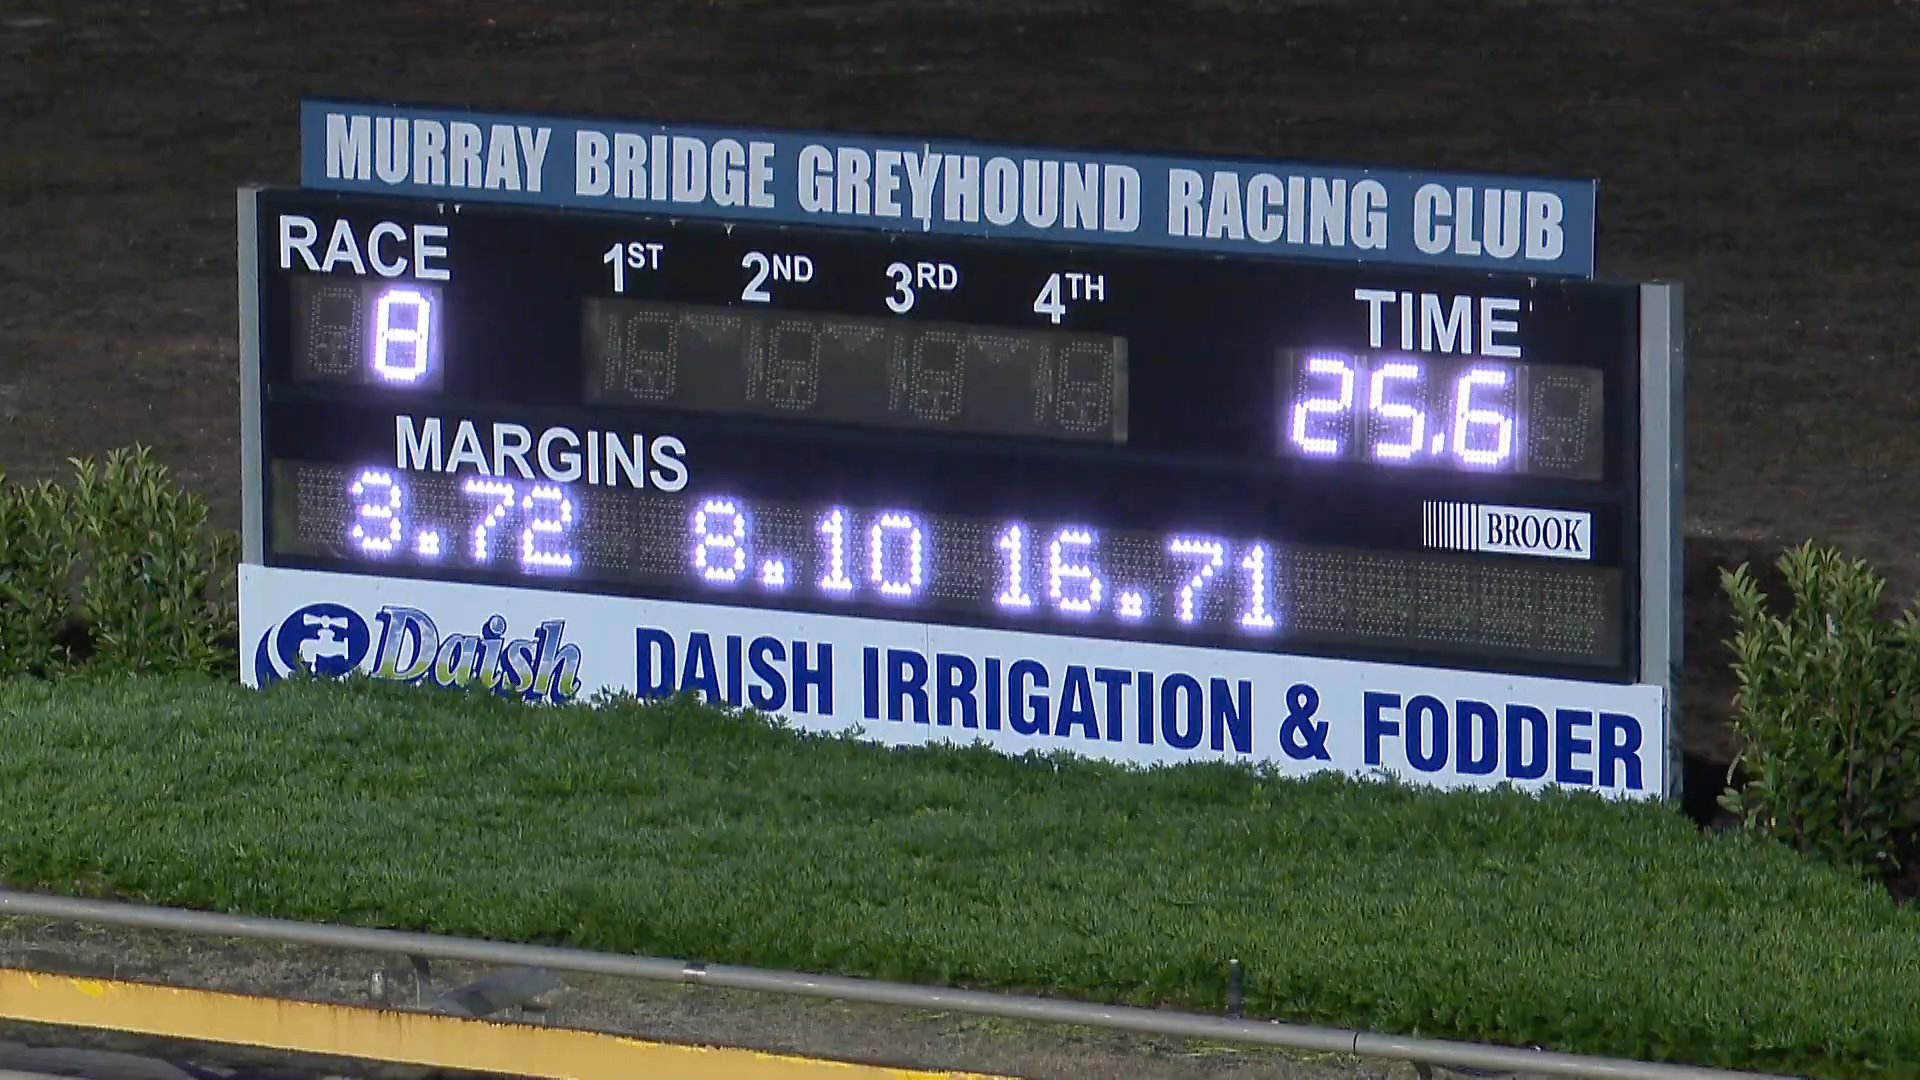 MURRAY BRIDGE GREYHOUND RACING CLUB
RACE 1ST 2ND 3RD 4TH TIME
8 25.6
MARGINS
3.72 8.10 16.71
BROOK
Daish DAISH IRRIGATION & FODDER